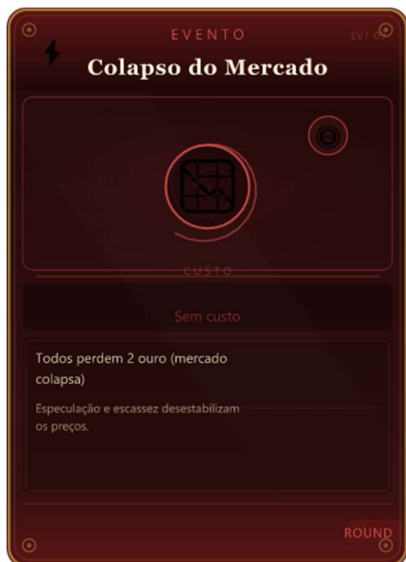 EVENTO
Colapso do Mercado
CUSTO
Sem custo
Todos perdem 2 ouro (mercado
colapsa)
Especulação e escassez desestabilizam
os preços.
ROUND